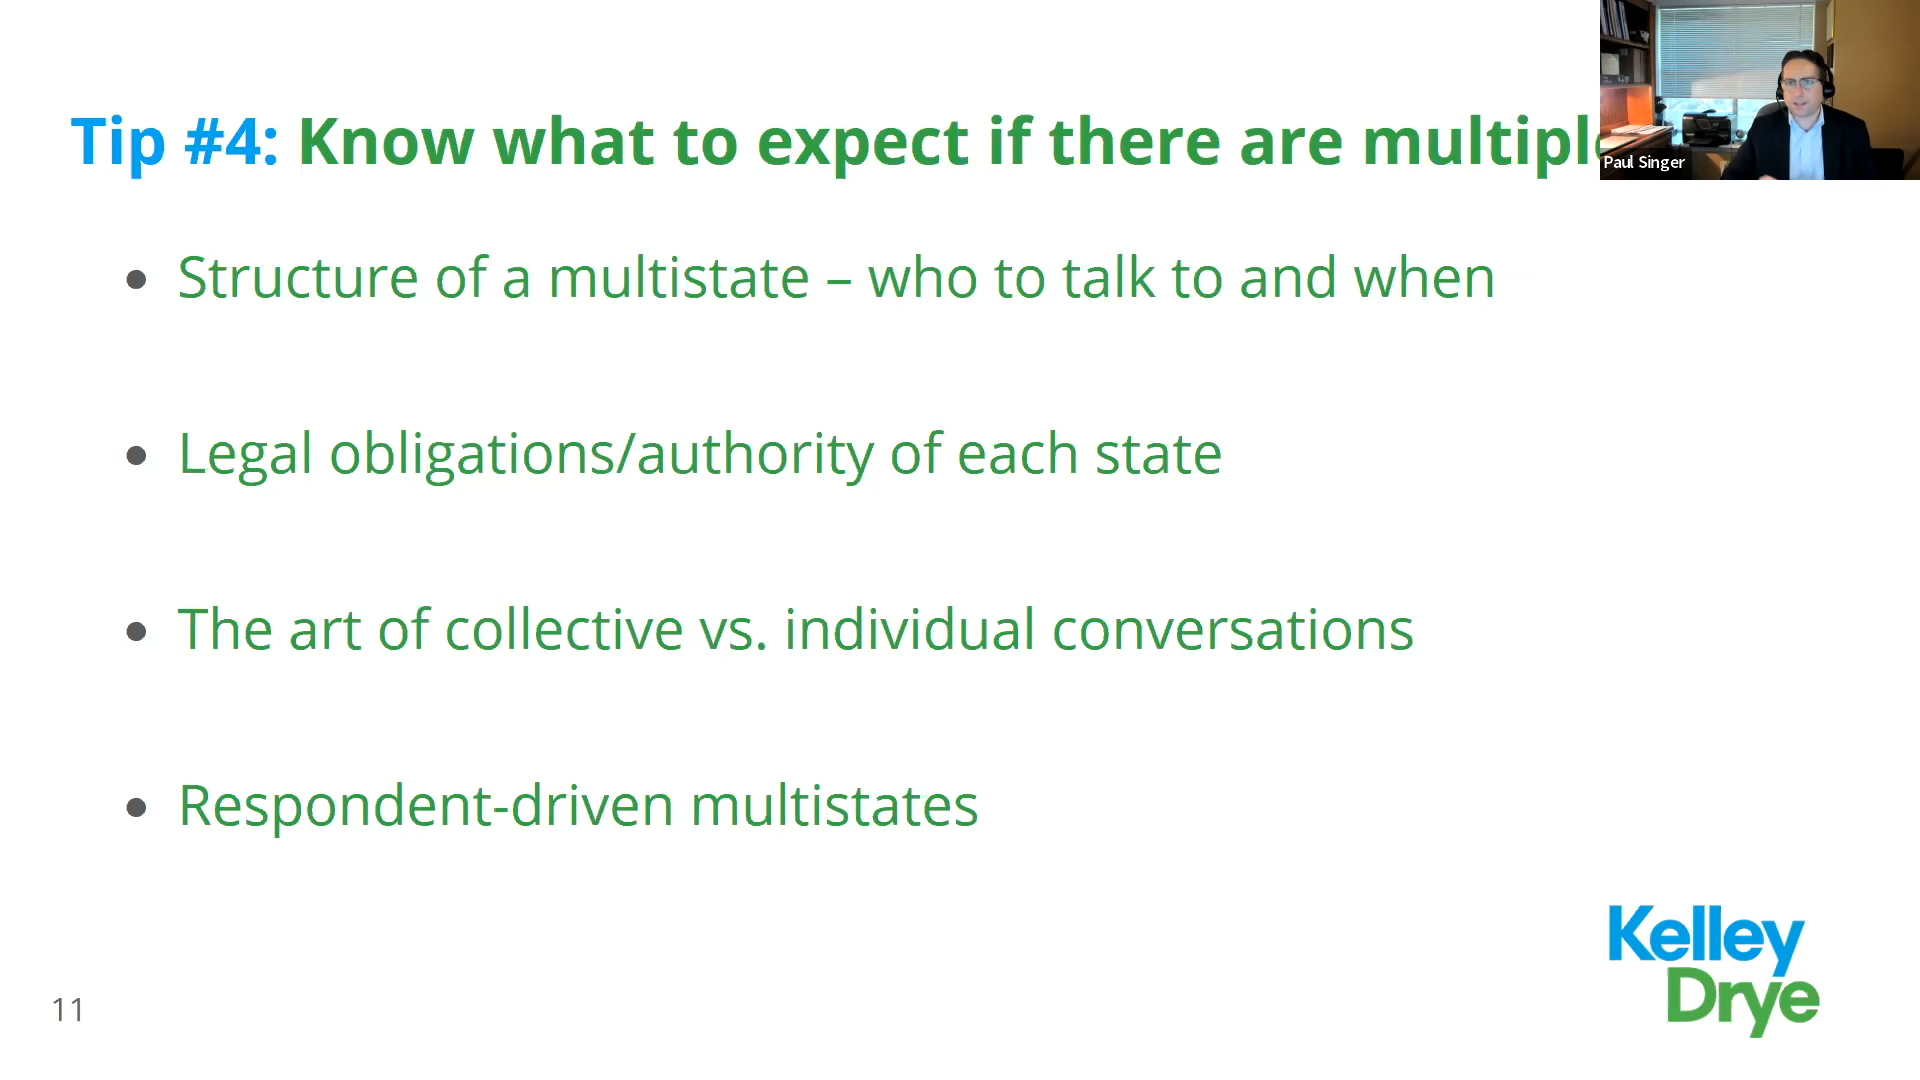 Tip #4: Know what to expect if there are multipl
Paul Singer
• Structure of a multistate – who to talk to and when
• Legal obligations/authority of each state
• The art of collective vs. individual conversations
• Respondent-driven multistates
Kelley
Drye
11